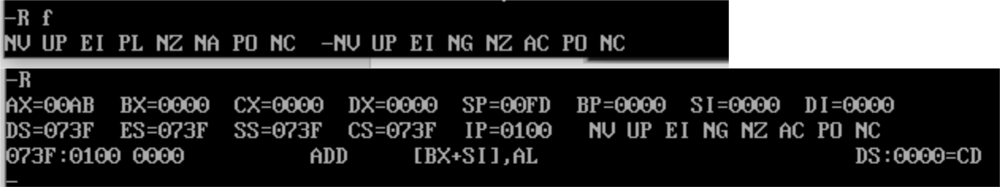 -R f
NV UP EI PL NZ NA PO NC  -NV UP EI NG NZ AC PO NC
-R
AX=00AB  BX=0000  CX=0000  DX=0000  SP=00FD  BP=0000  SI=0000  DI=0000
DS=073F  ES=073F  SS=073F  CS=073F  IP=0100   NV UP EI NG NZ AC PO NC
073F:0100 0000          ADD     [BX+SI],AL                         DS:0000=CD
-